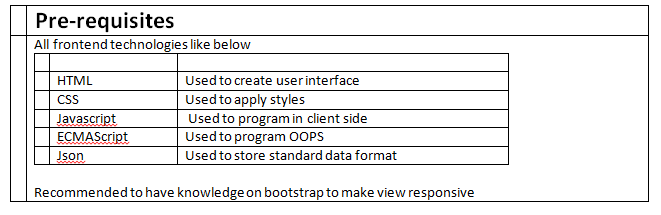 Pre-requisites
All frontend technologies like below
HTML Used to create user interface
CSS Used to apply styles
Javascript Used to program in client side
ECMAScript Used to program OOPS
Json Used to store standard data format
Recommended to have knowledge on bootstrap to make view responsive